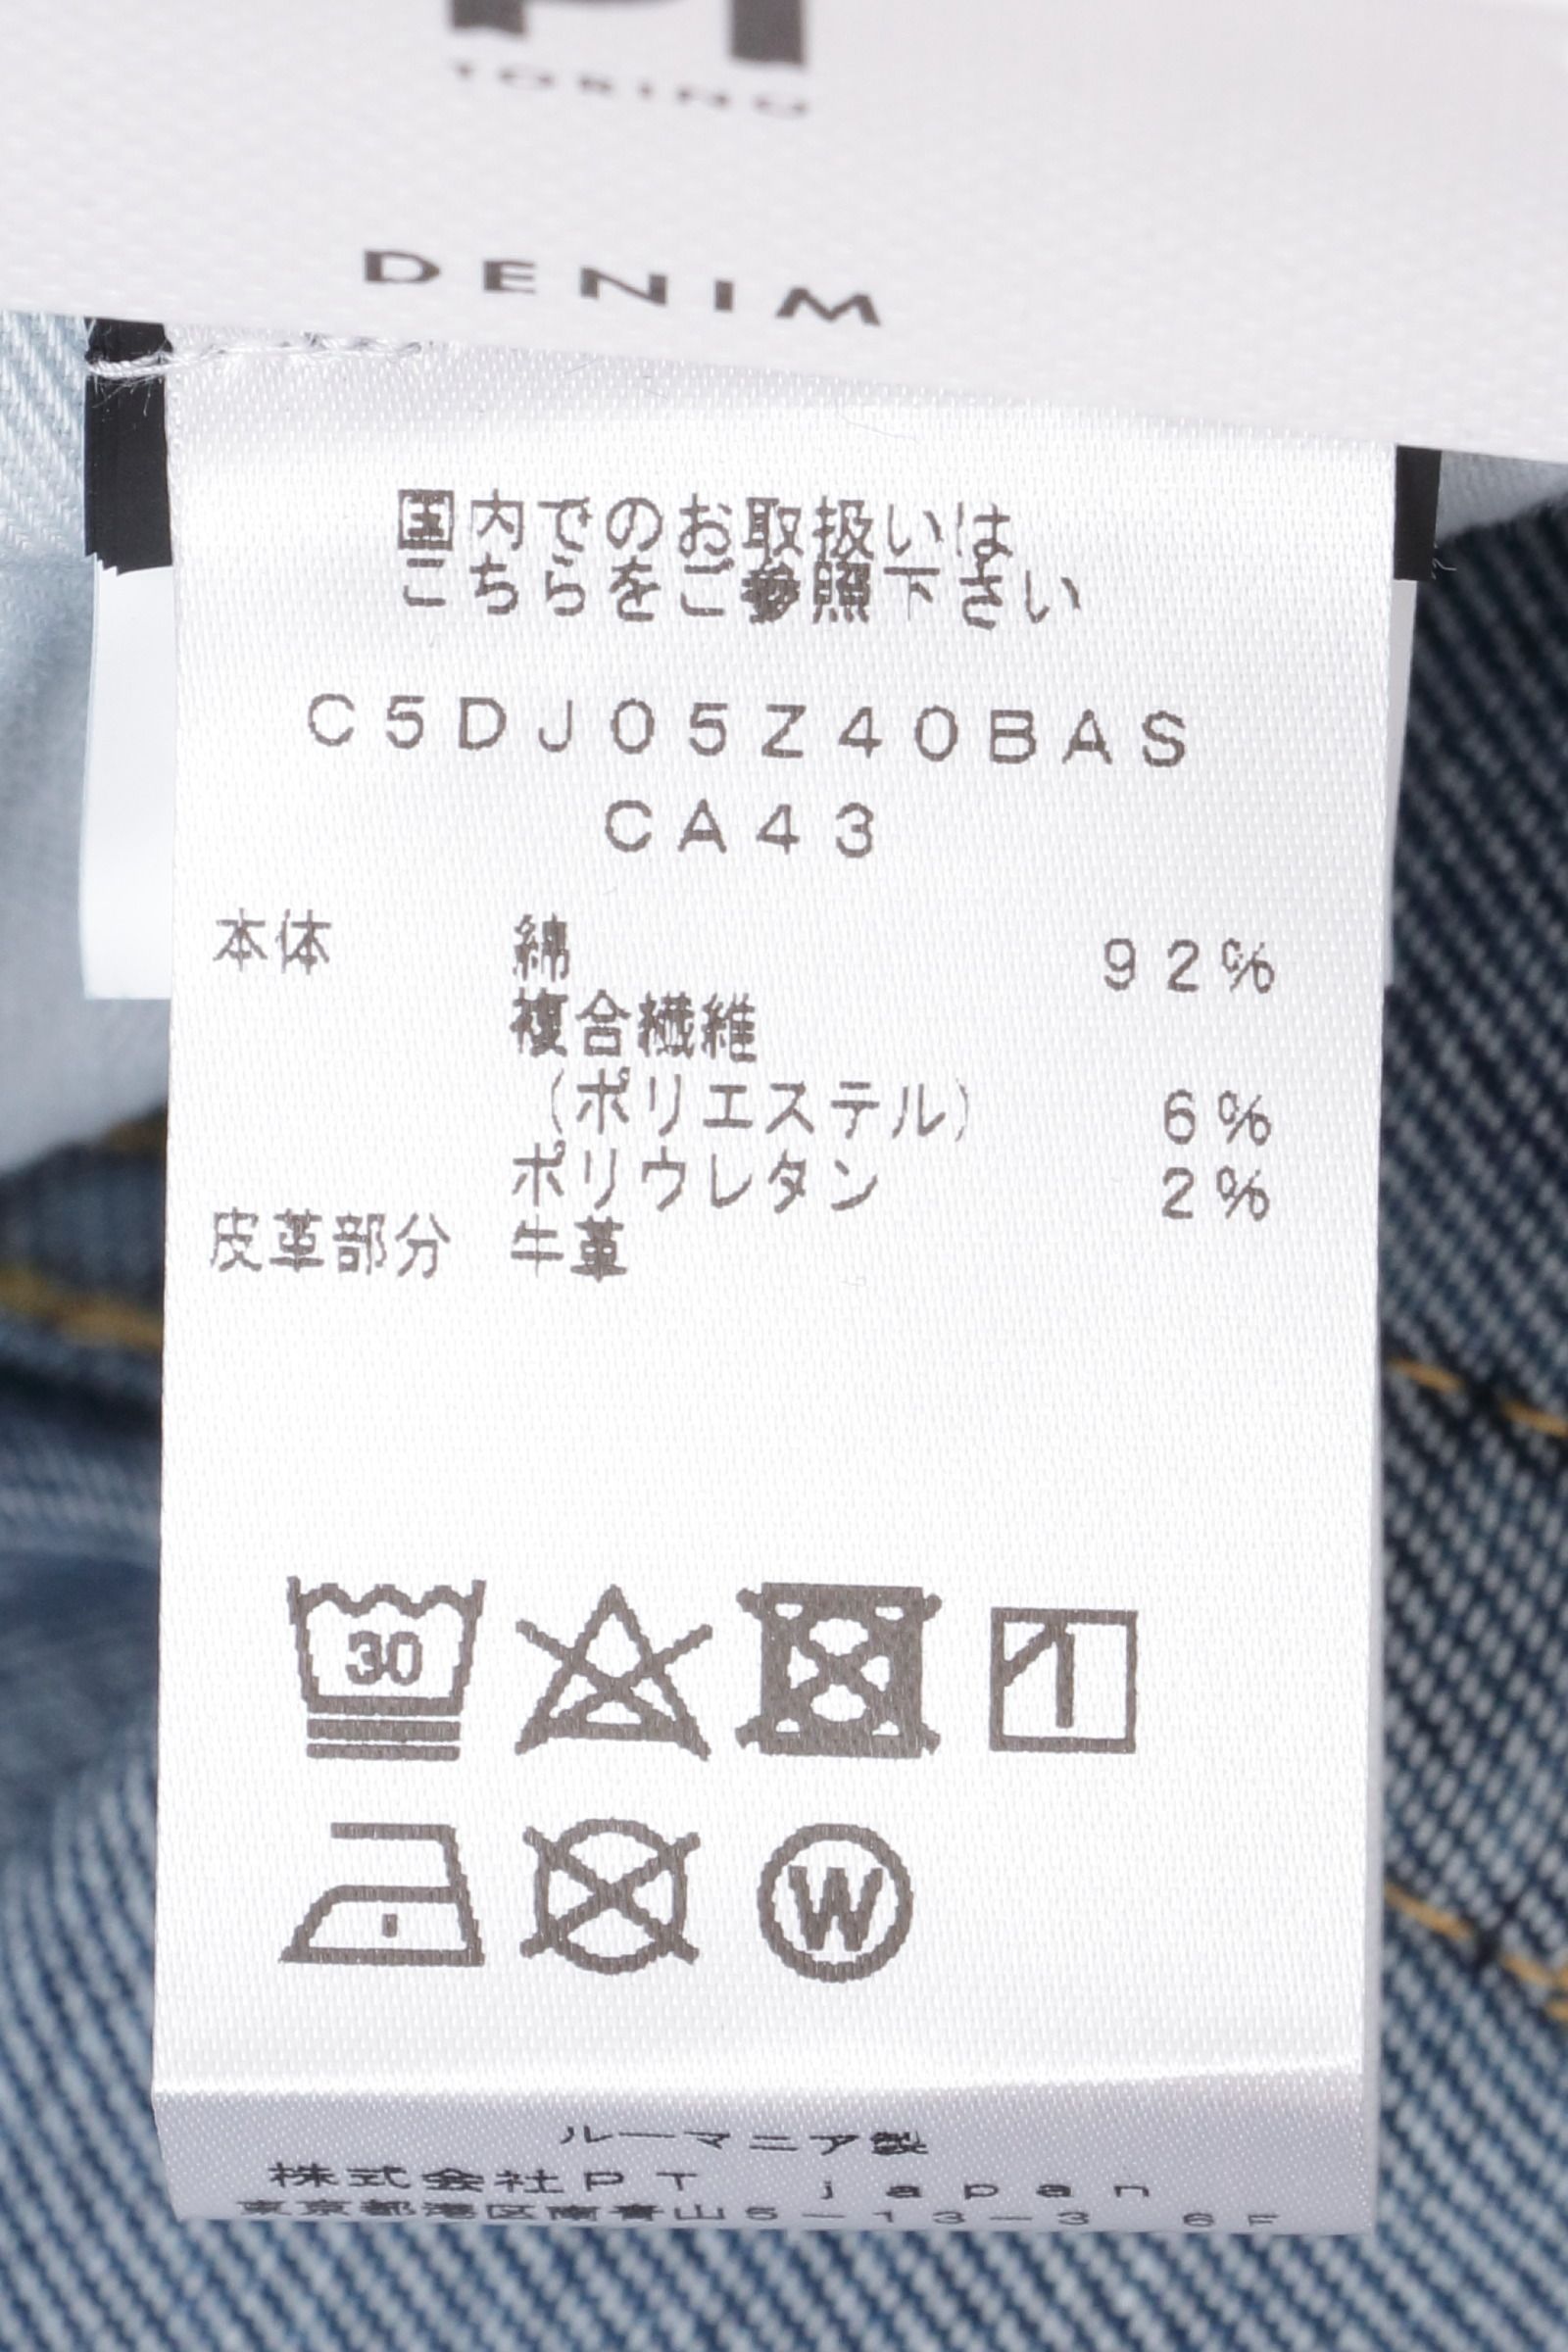 PT
TORINO
DENIM
国内でのお取扱いは
こちらをご参照下さい
C5DJ05Z40BAS
CA43
本体 綿 92%
複合繊維
(ポリエステル) 6%
ポリウレタン 2%
皮革部分 牛革
30
W
ルーマニア製
株式会社PT japan
東京都港区南青山5-13-3 6F